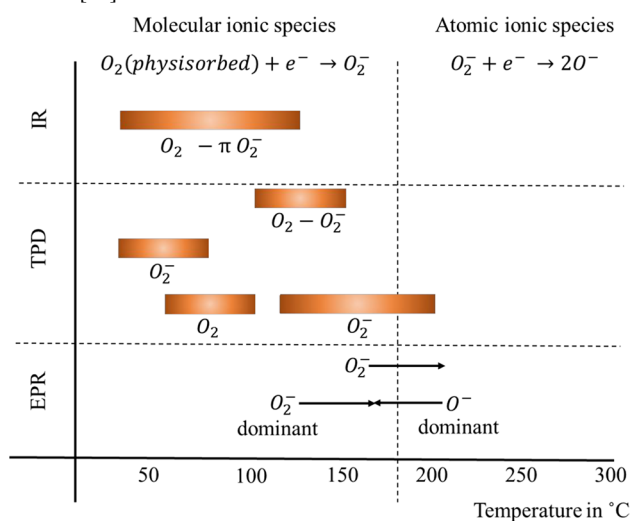 Molecular ionic species
Atomic ionic species
O₂(physisorbed) + e⁻ → O₂⁻
O₂⁻ + e⁻ → 2O⁻
IR
O₂ − π O₂⁻
TPD
O₂ − O₂⁻
O₂⁻
O₂
O₂⁻
EPR
O₂⁻
O₂⁻
O⁻
dominant
dominant
50 100 150 200 250 300
Temperature in ˚C